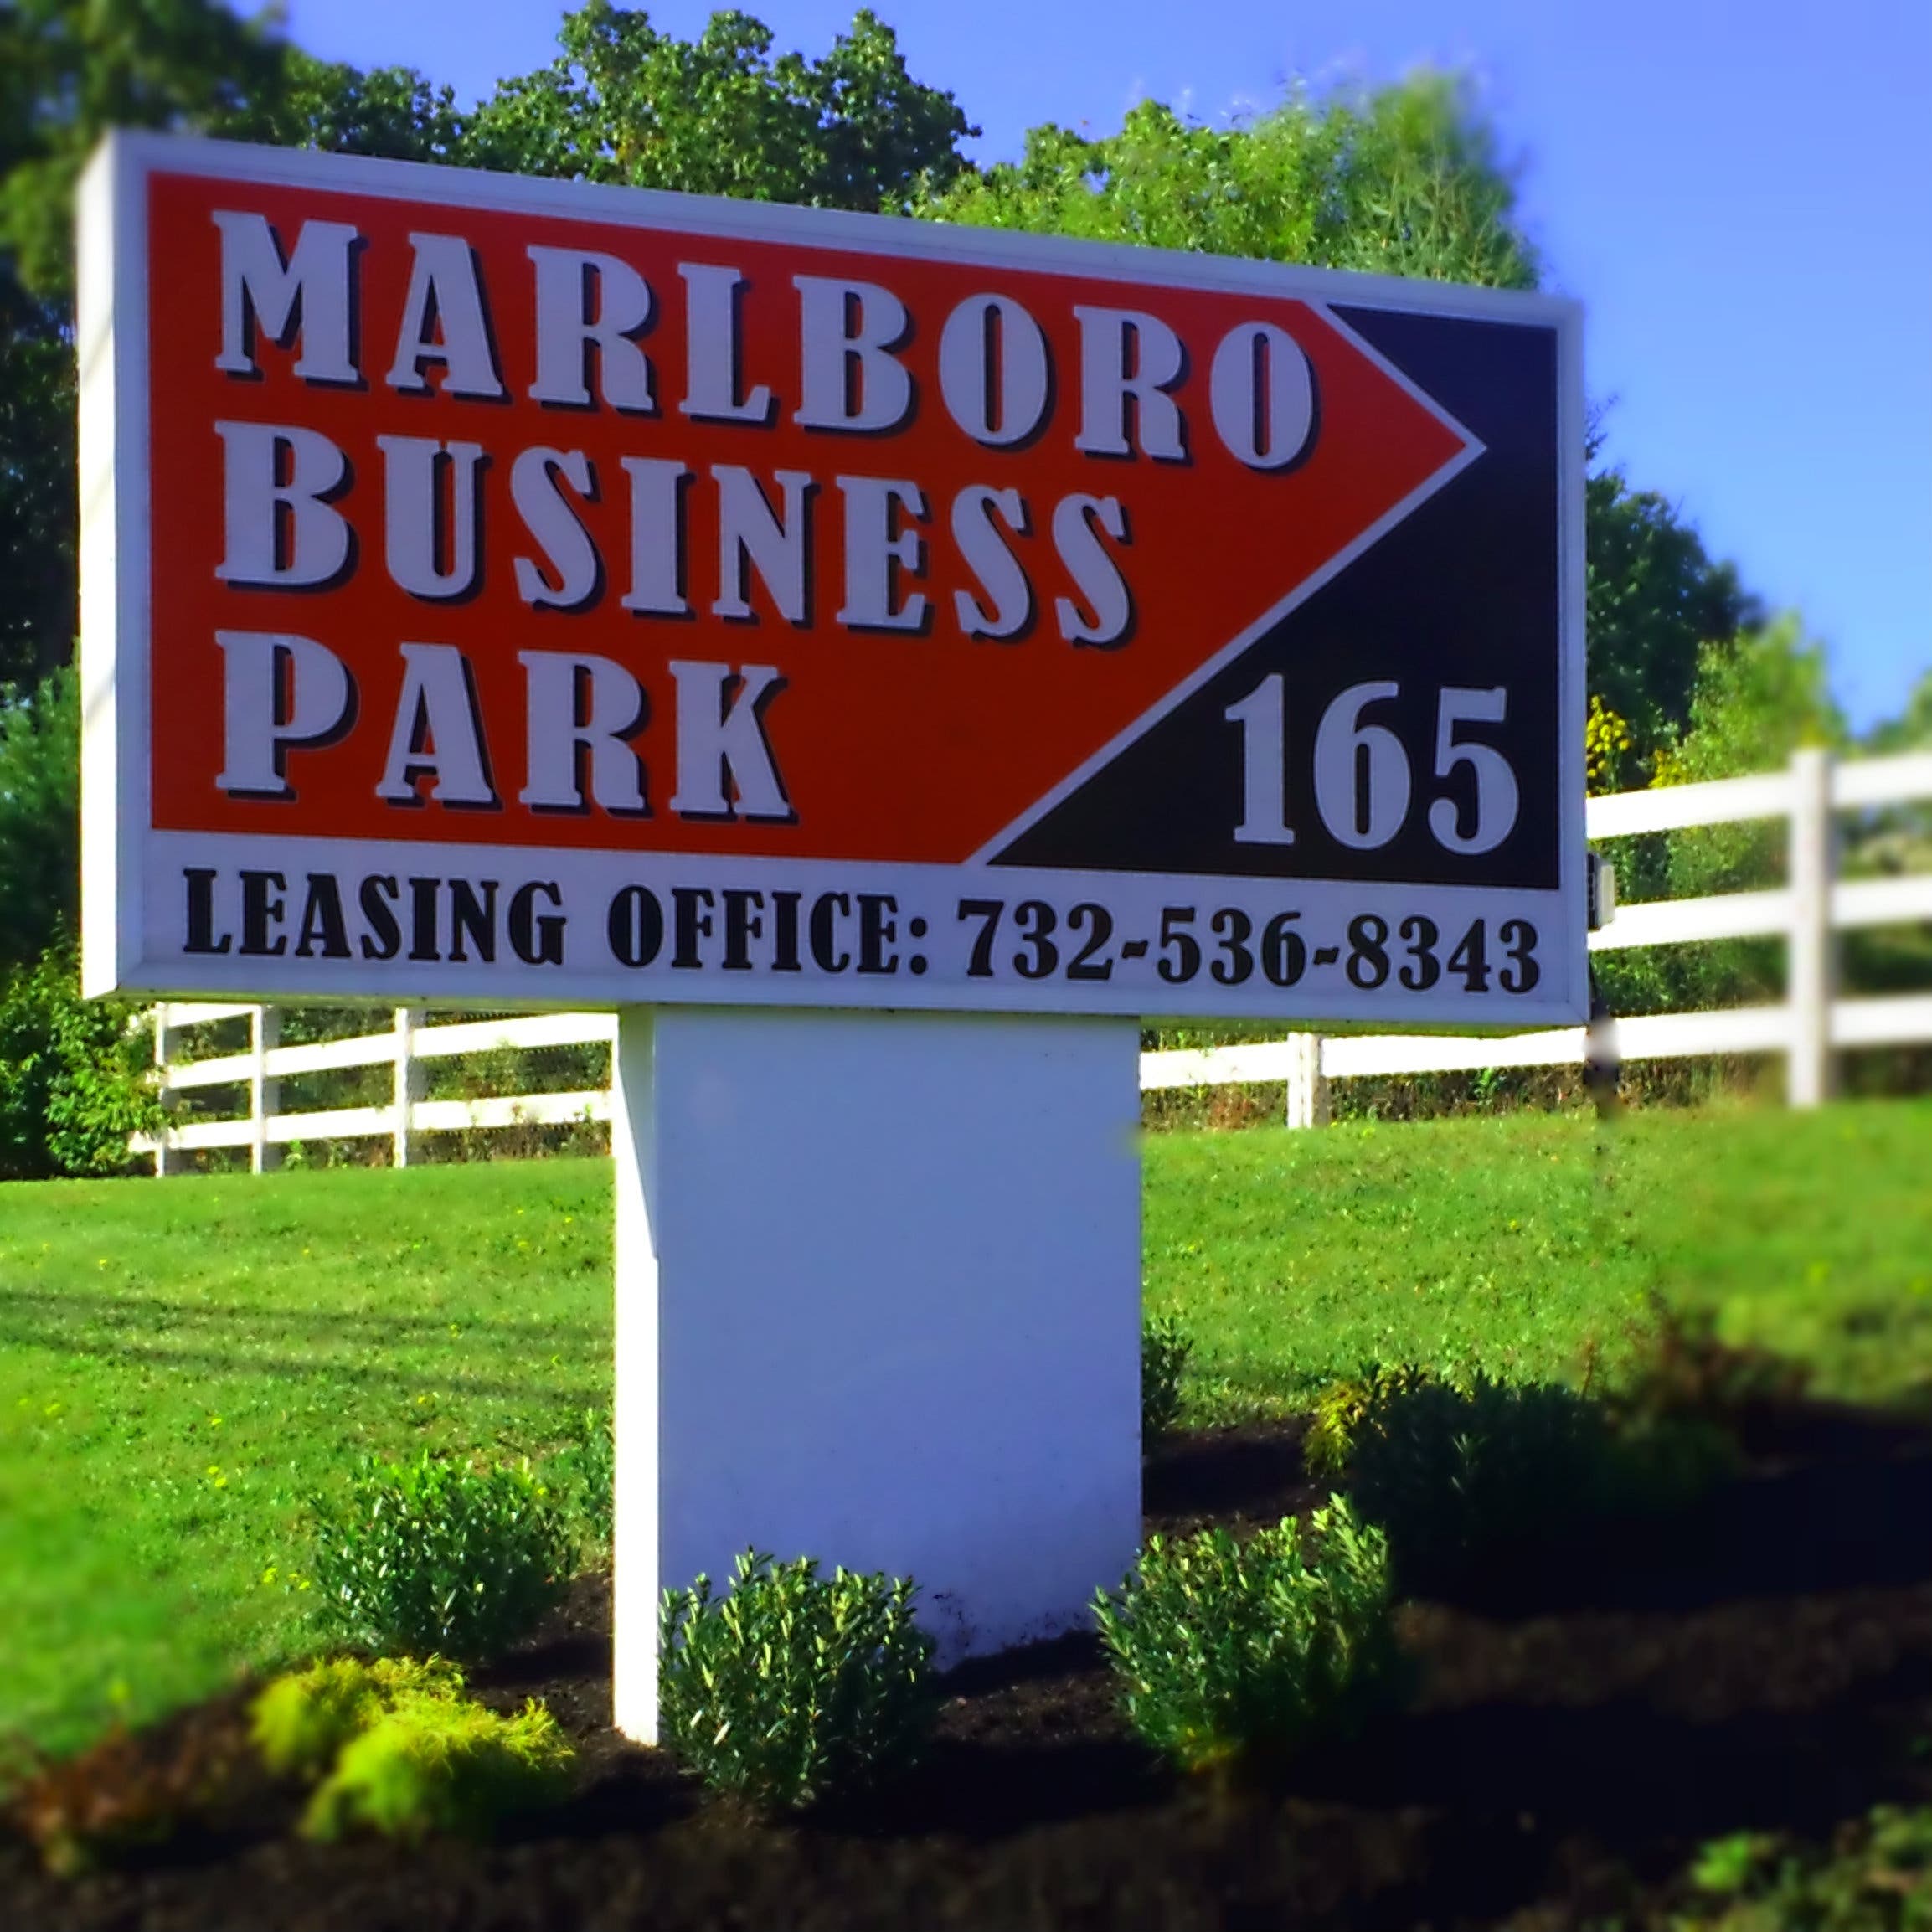 MARLBORO
BUSINESS
PARK
165
LEASING OFFICE: 732-536-8343